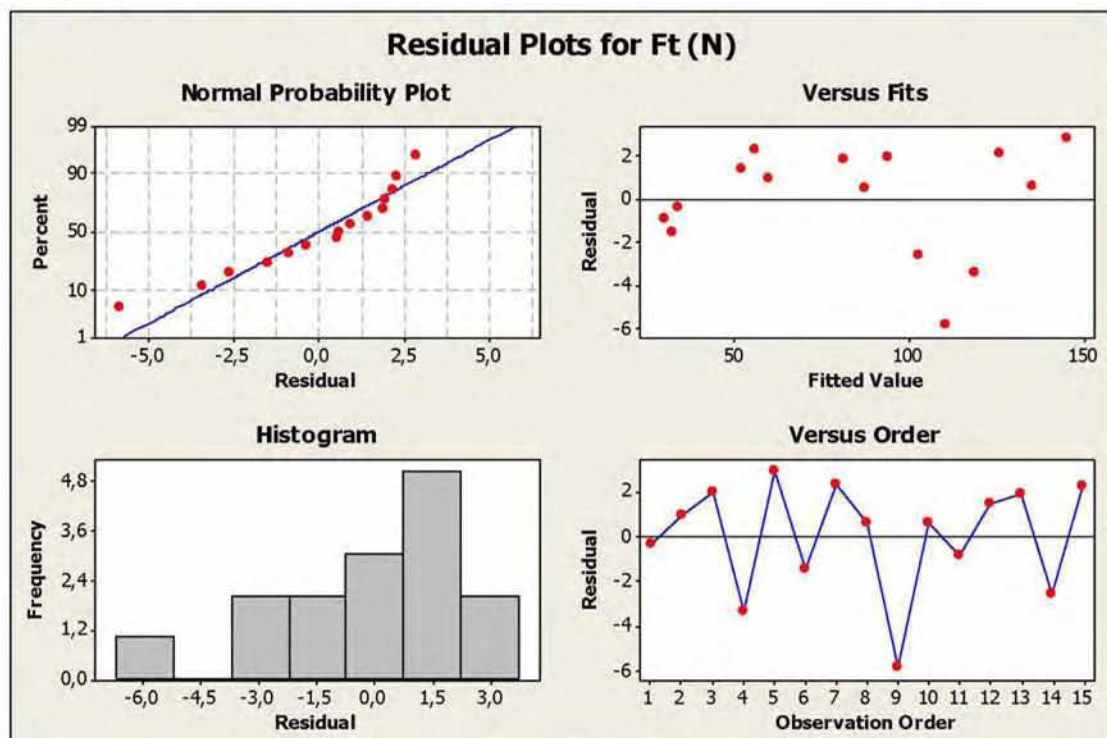 Residual Plots for Ft (N)
Normal Probability Plot
99
90
50
10
1
Percent
-5,0 -2,5 0,0 2,5 5,0
Residual
Versus Fits
2
0
-2
-4
-6
Residual
50 100 150
Fitted Value
Histogram
4,8
3,6
2,4
1,2
0,0
Frequency
-6,0 -4,5 -3,0 -1,5 0,0 1,5 3,0
Residual
Versus Order
2
0
-2
-4
-6
Residual
1 2 3 4 5 6 7 8 9 10 11 12 13 14 15
Observation Order